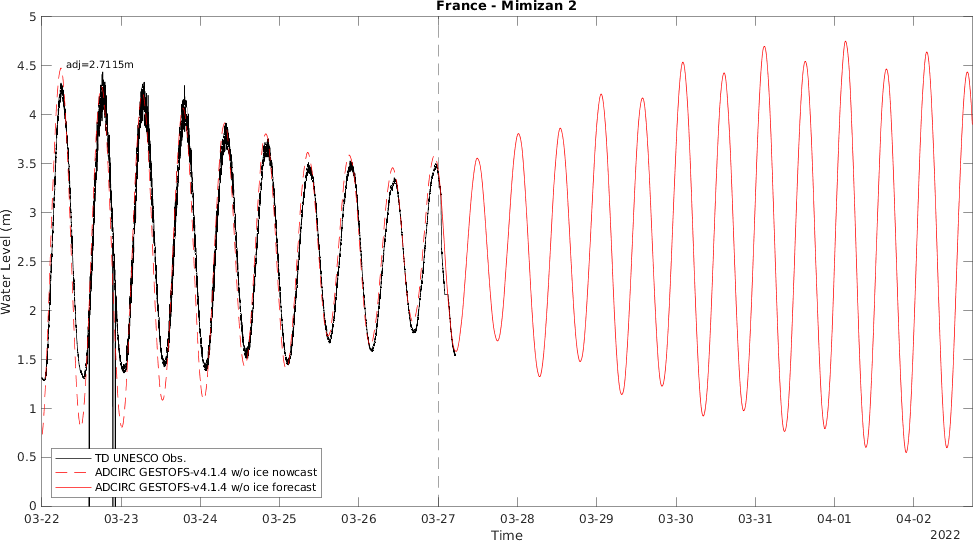 France - Mimizan 2
adj=2.7115m
5
4.5
4
3.5
3
2.5
2
1.5
1
0.5
0
Water Level (m)
TD UNESCO Obs.
ADCIRC GESTOFS-v4.1.4 w/o ice nowcast
ADCIRC GESTOFS-v4.1.4 w/o ice forecast
03-22 03-23 03-24 03-25 03-26 03-27 03-28 03-29 03-30 03-31 04-01 04-02
Time
2022